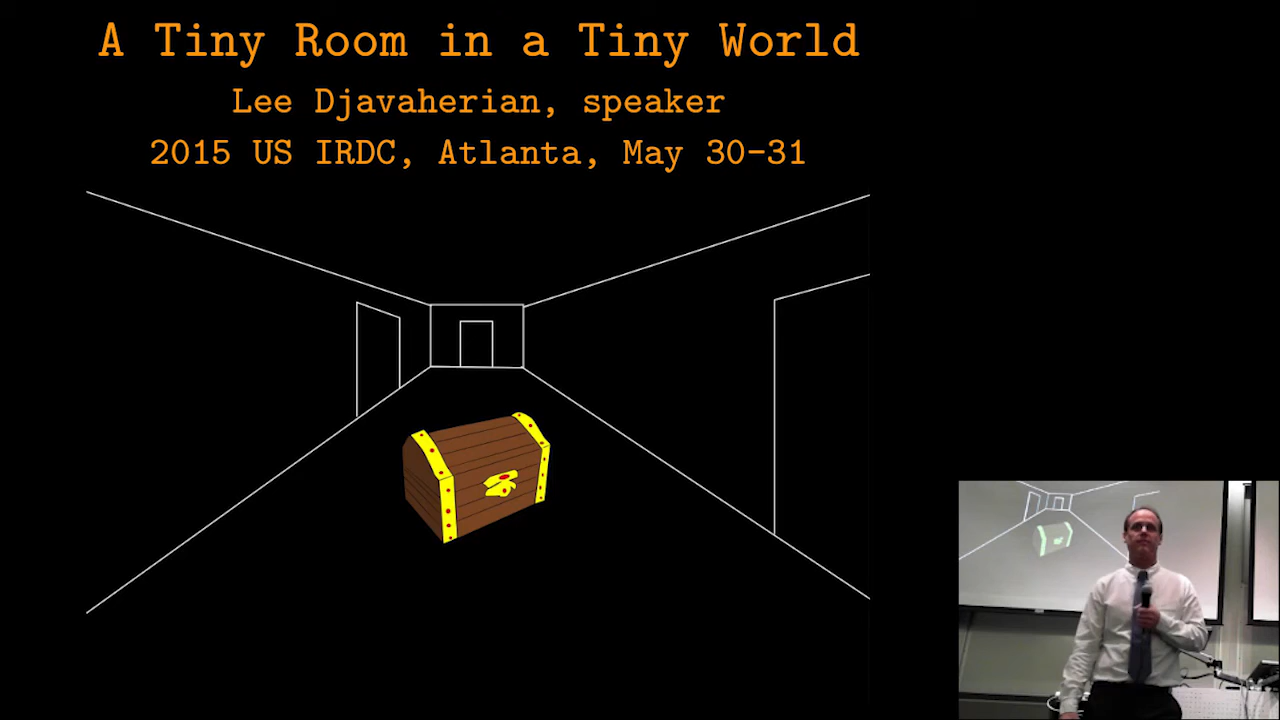 A Tiny Room in a Tiny World
Lee Djavaherian, speaker
2015 US IRDC, Atlanta, May 30-31